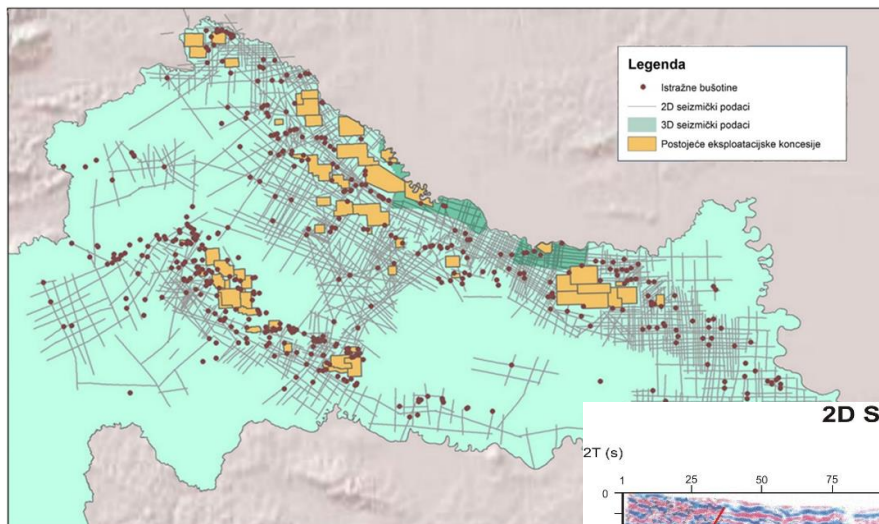 Legenda
Istražne bušotine
2D seizmički podaci
3D seizmički podaci
Postojeće eksploatacijske koncesije
2D S
2T (s)
1 25 50 75
0